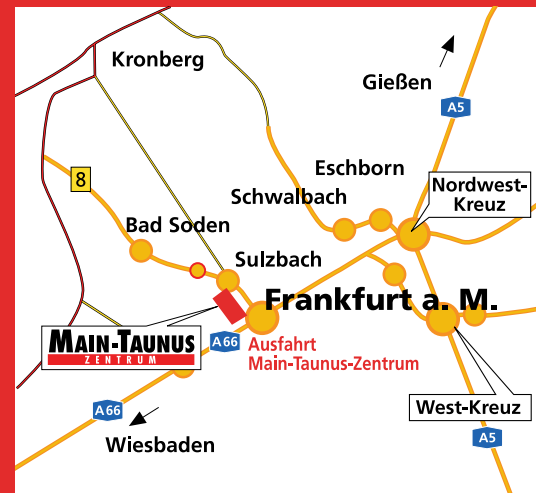 Kronberg
Gießen
A5
Eschborn
8
Schwalbach
Nordwest-
Kreuz
Bad Soden
Sulzbach
Frankfurt a. M.
MAIN-TAUNUS
ZENTRUM
A66
Ausfahrt
Main-Taunus-Zentrum
A66
West-Kreuz
Wiesbaden
A5